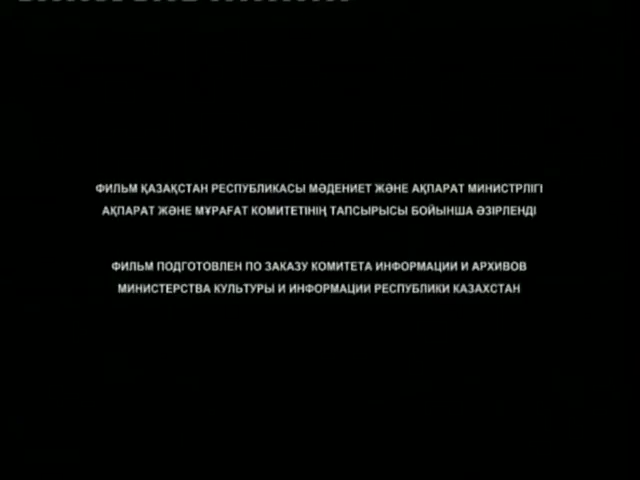 ФИЛЬМ ҚАЗАҚСТАН РЕСПУБЛИКАСЫ МӘДЕНИЕТ ЖӘНЕ АҚПАРАТ МИНИСТРЛІГІ
АҚПАРАТ ЖӘНЕ МҰРАҒАТ КОМИТЕТІНІҢ ТАПСЫРЫСЫ БОЙЫНША ӘЗІРЛЕНДІ
ФИЛЬМ ПОДГОТОВЛЕН ПО ЗАКАЗУ КОМИТЕТА ИНФОРМАЦИИ И АРХИВОВ
МИНИСТЕРСТВА КУЛЬТУРЫ И ИНФОРМАЦИИ РЕСПУБЛИКИ КАЗАХСТАН